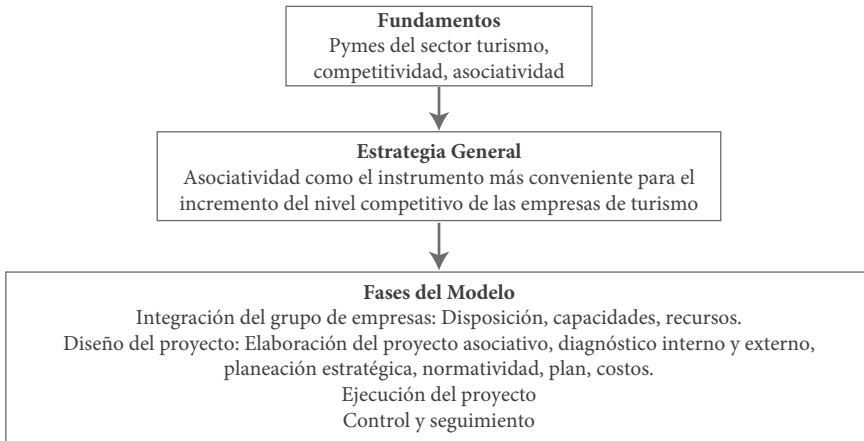 Fundamentos
Pymes del sector turismo,
competitividad, asociatividad
Estrategia General
Asociatividad como el instrumento más conveniente para el
incremento del nivel competitivo de las empresas de turismo
Fases del Modelo
Integración del grupo de empresas: Disposición, capacidades, recursos.
Diseño del proyecto: Elaboración del proyecto asociativo, diagnóstico interno y externo,
planeación estratégica, normatividad, plan, costos.
Ejecución del proyecto
Control y seguimiento